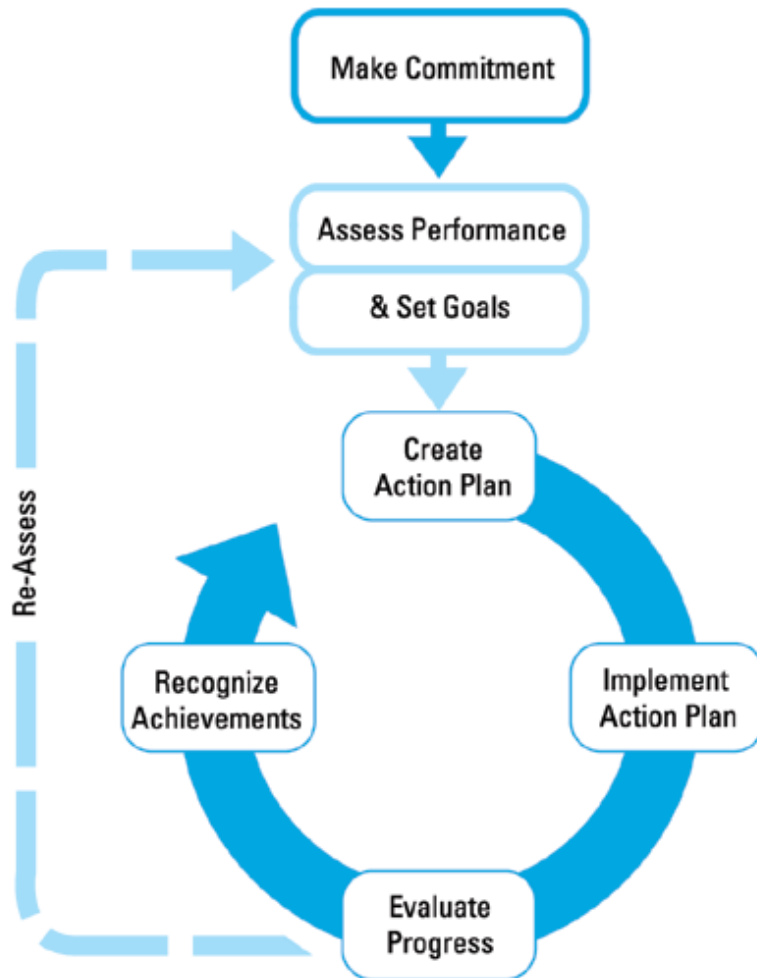 Make Commitment
Assess Performance
& Set Goals
Create
Action Plan
Re-Assess
Recognize
Achievements
Implement
Action Plan
Evaluate
Progress